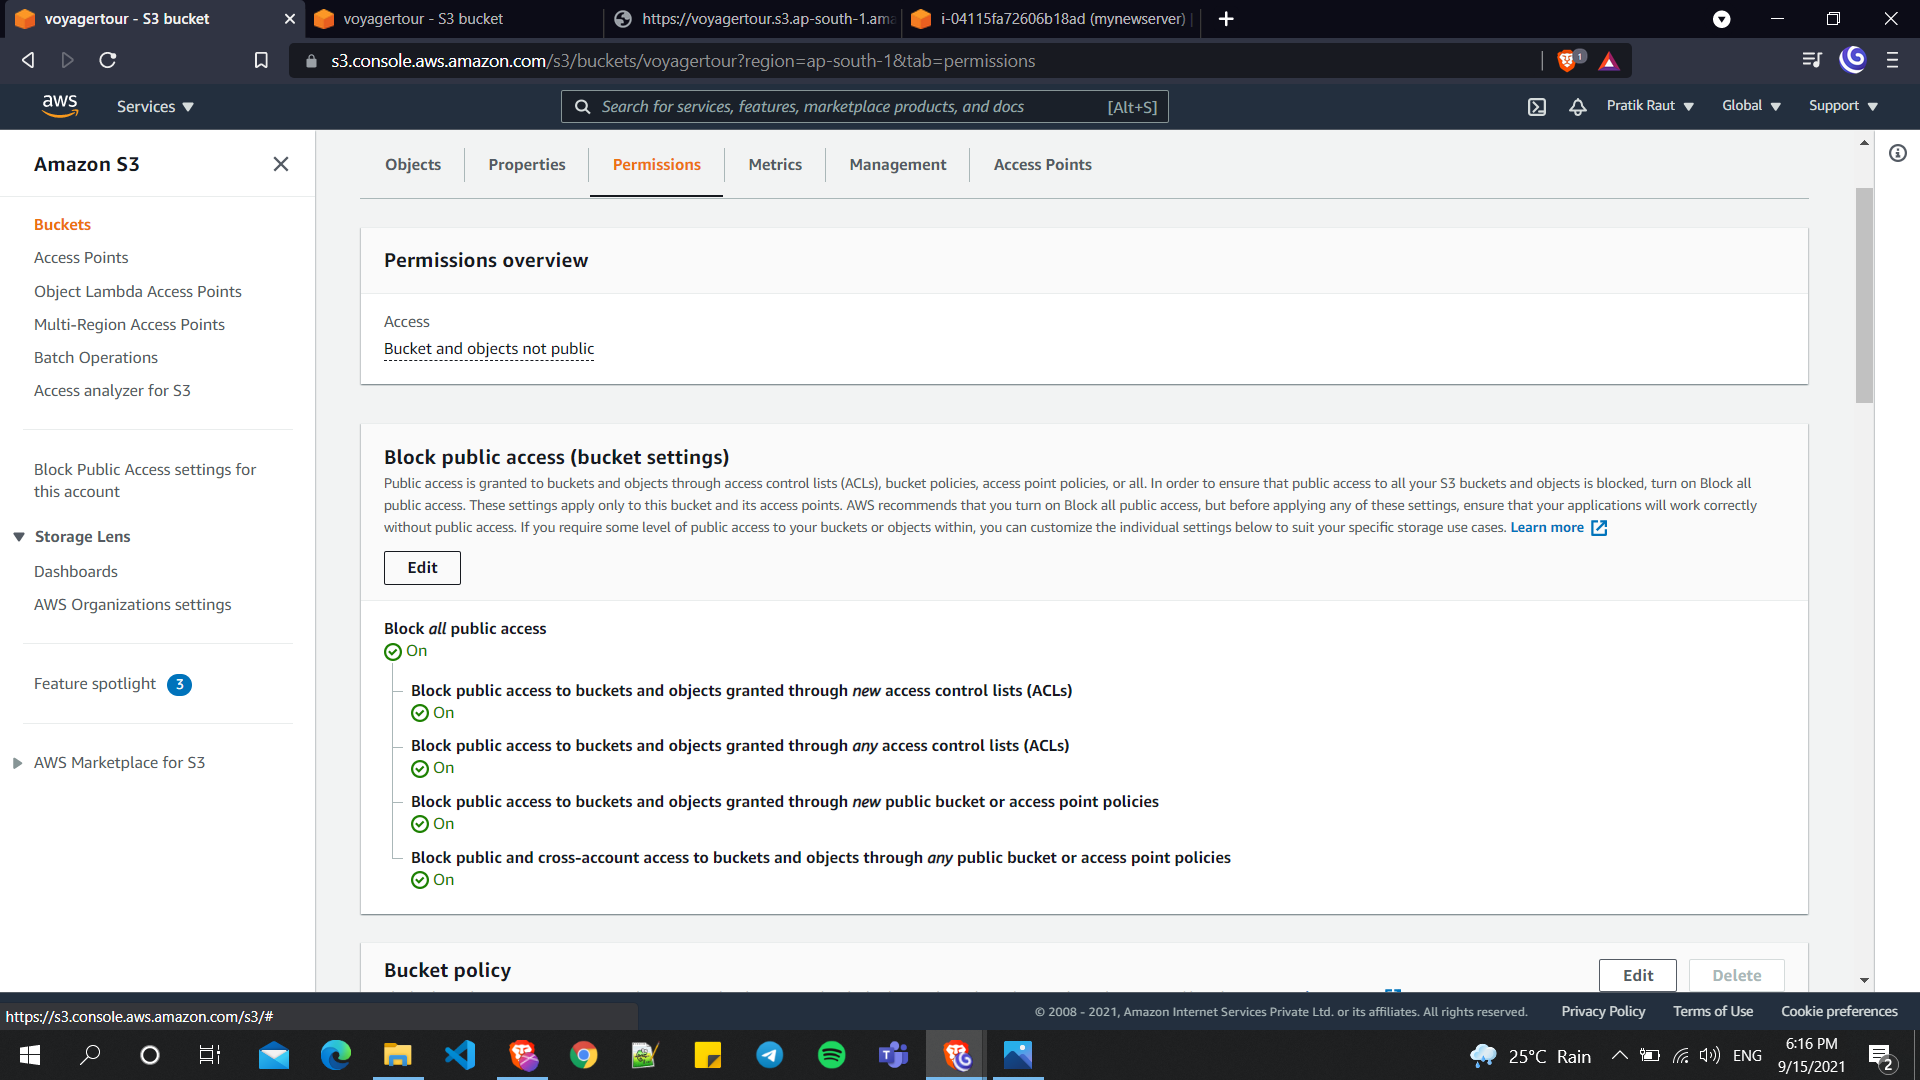 voyagertour - S3 bucket
voyagertour - S3 bucket
https://voyagertour.s3.ap-south-1.ama
i-04115fa72606b18ad (mynewserver)
s3.console.aws.amazon.com/s3/buckets/voyagertour?region=ap-south-1&tab=permissions
1
aws
Services
Search for services, features, marketplace products, and docs
[Alt+S]
Pratik Raut
Global
Support
Amazon S3
Buckets
Access Points
Object Lambda Access Points
Multi-Region Access Points
Batch Operations
Access analyzer for S3
Block Public Access settings for
this account
Storage Lens
Dashboards
AWS Organizations settings
Feature spotlight 3
AWS Marketplace for S3
Objects
Properties
Permissions
Metrics
Management
Access Points
Permissions overview
Access
Bucket and objects not public
Block public access (bucket settings)
Public access is granted to buckets and objects through access control lists (ACLs), bucket policies, access point policies, or all. In order to ensure that public access to all your S3 buckets and objects is blocked, turn on Block all
public access. These settings apply only to this bucket and its access points. AWS recommends that you turn on Block all public access, but before applying any of these settings, ensure that your applications will work correctly
without public access. If you require some level of public access to your buckets or objects within, you can customize the individual settings below to suit your specific storage use cases. Learn more
Edit
Block all public access
On
Block public access to buckets and objects granted through new access control lists (ACLs)
On
Block public access to buckets and objects granted through any access control lists (ACLs)
On
Block public access to buckets and objects granted through new public bucket or access point policies
On
Block public and cross-account access to buckets and objects through any public bucket or access point policies
On
Bucket policy
Edit
Delete
https://s3.console.aws.amazon.com/s3/#
© 2008 - 2021, Amazon Internet Services Private Ltd. or its affiliates. All rights reserved.
Privacy Policy
Terms of Use
Cookie preferences
25°C Rain
ENG
6:16 PM
9/15/2021
2